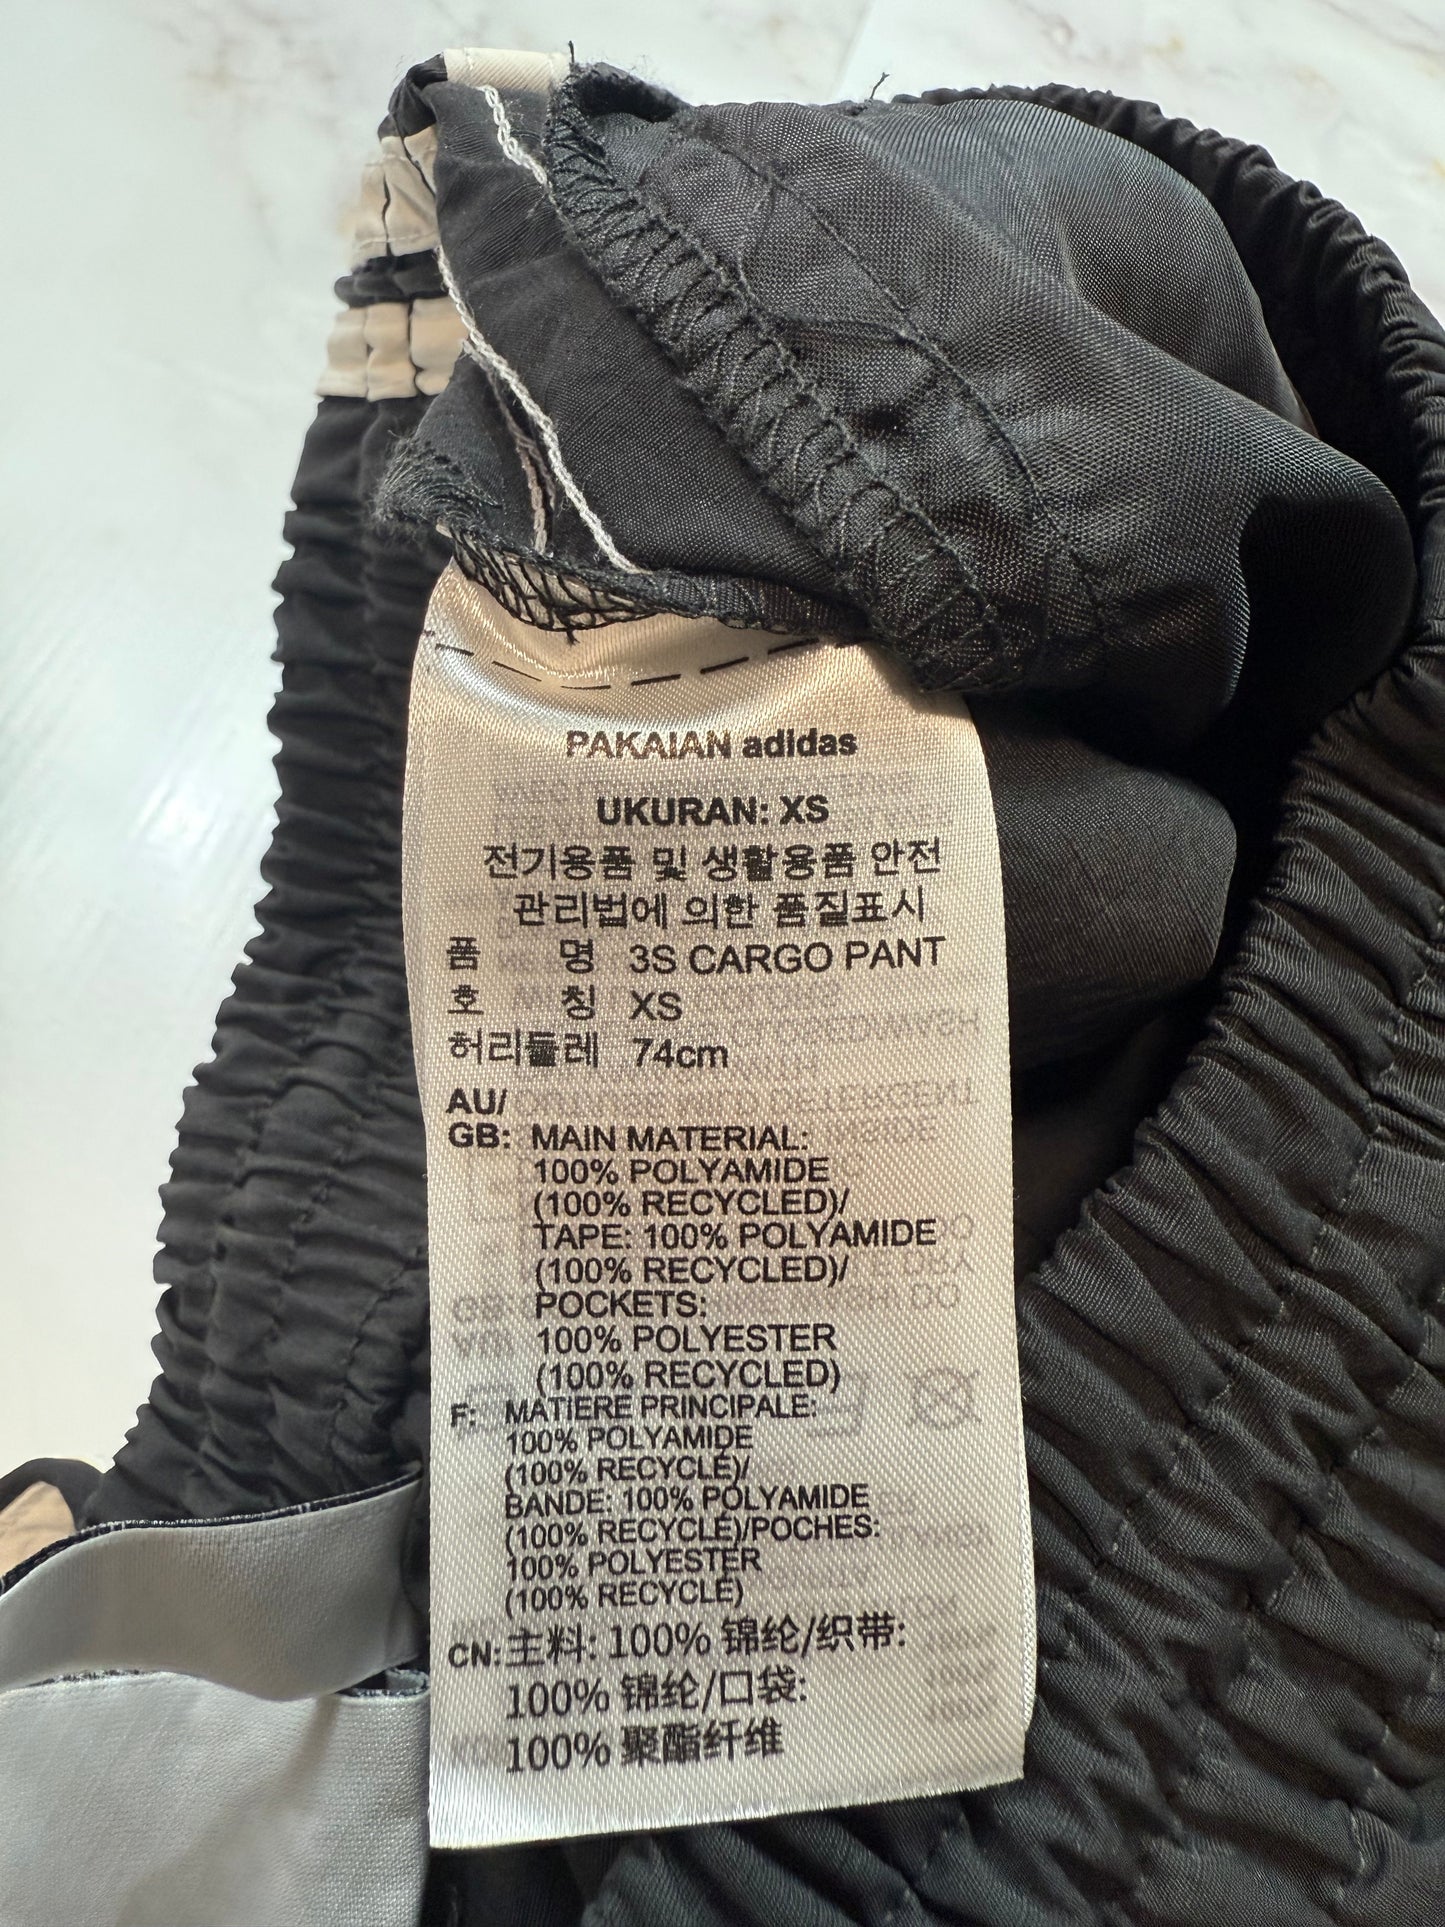 PAKAIAN adidas
UKURAN: XS
전기용품 및 생활용품 안전
관리법에 의한 품질표시
품 명 3S CARGO PANT
호 칭 XS
허리둘레 74cm
AU/
GB: MAIN MATERIAL:
100% POLYAMIDE
(100% RECYCLED)/
TAPE: 100% POLYAMIDE
(100% RECYCLED)/
POCKETS:
100% POLYESTER
(100% RECYCLED)
F: MATIERE PRINCIPALE:
100% POLYAMIDE
(100% RECYCLÉ)/
BANDE: 100% POLYAMIDE
(100% RECYCLÉ)/POCHES:
100% POLYESTER
(100% RECYCLÉ)
CN: 主料: 100% 锦纶/织带:
100% 锦纶/口袋:
100% 聚酯纤维